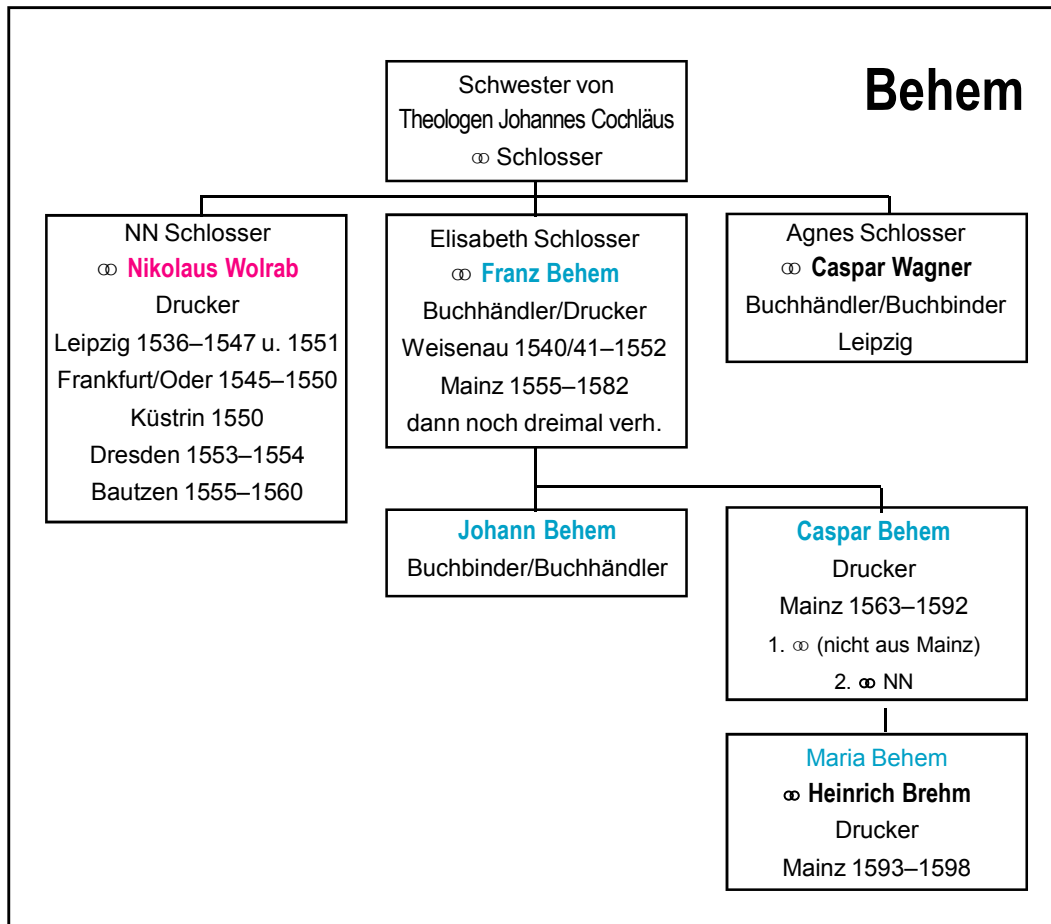 Behem
Schwester von
Theologen Johannes Cochläus
⚭ Schlosser
NN Schlosser
⚭ Nikolaus Wolrab
Drucker
Leipzig 1536–1547 u. 1551
Frankfurt/Oder 1545–1550
Küstrin 1550
Dresden 1553–1554
Bautzen 1555–1560
Elisabeth Schlosser
⚭ Franz Behem
Buchhändler/Drucker
Weisenau 1540/41–1552
Mainz 1555–1582
dann noch dreimal verh.
Agnes Schlosser
⚭ Caspar Wagner
Buchhändler/Buchbinder
Leipzig
Johann Behem
Buchbinder/Buchhändler
Caspar Behem
Drucker
Mainz 1563–1592
1. ⚭ (nicht aus Mainz)
2. ⚭ NN
Maria Behem
⚭ Heinrich Brehm
Drucker
Mainz 1593–1598